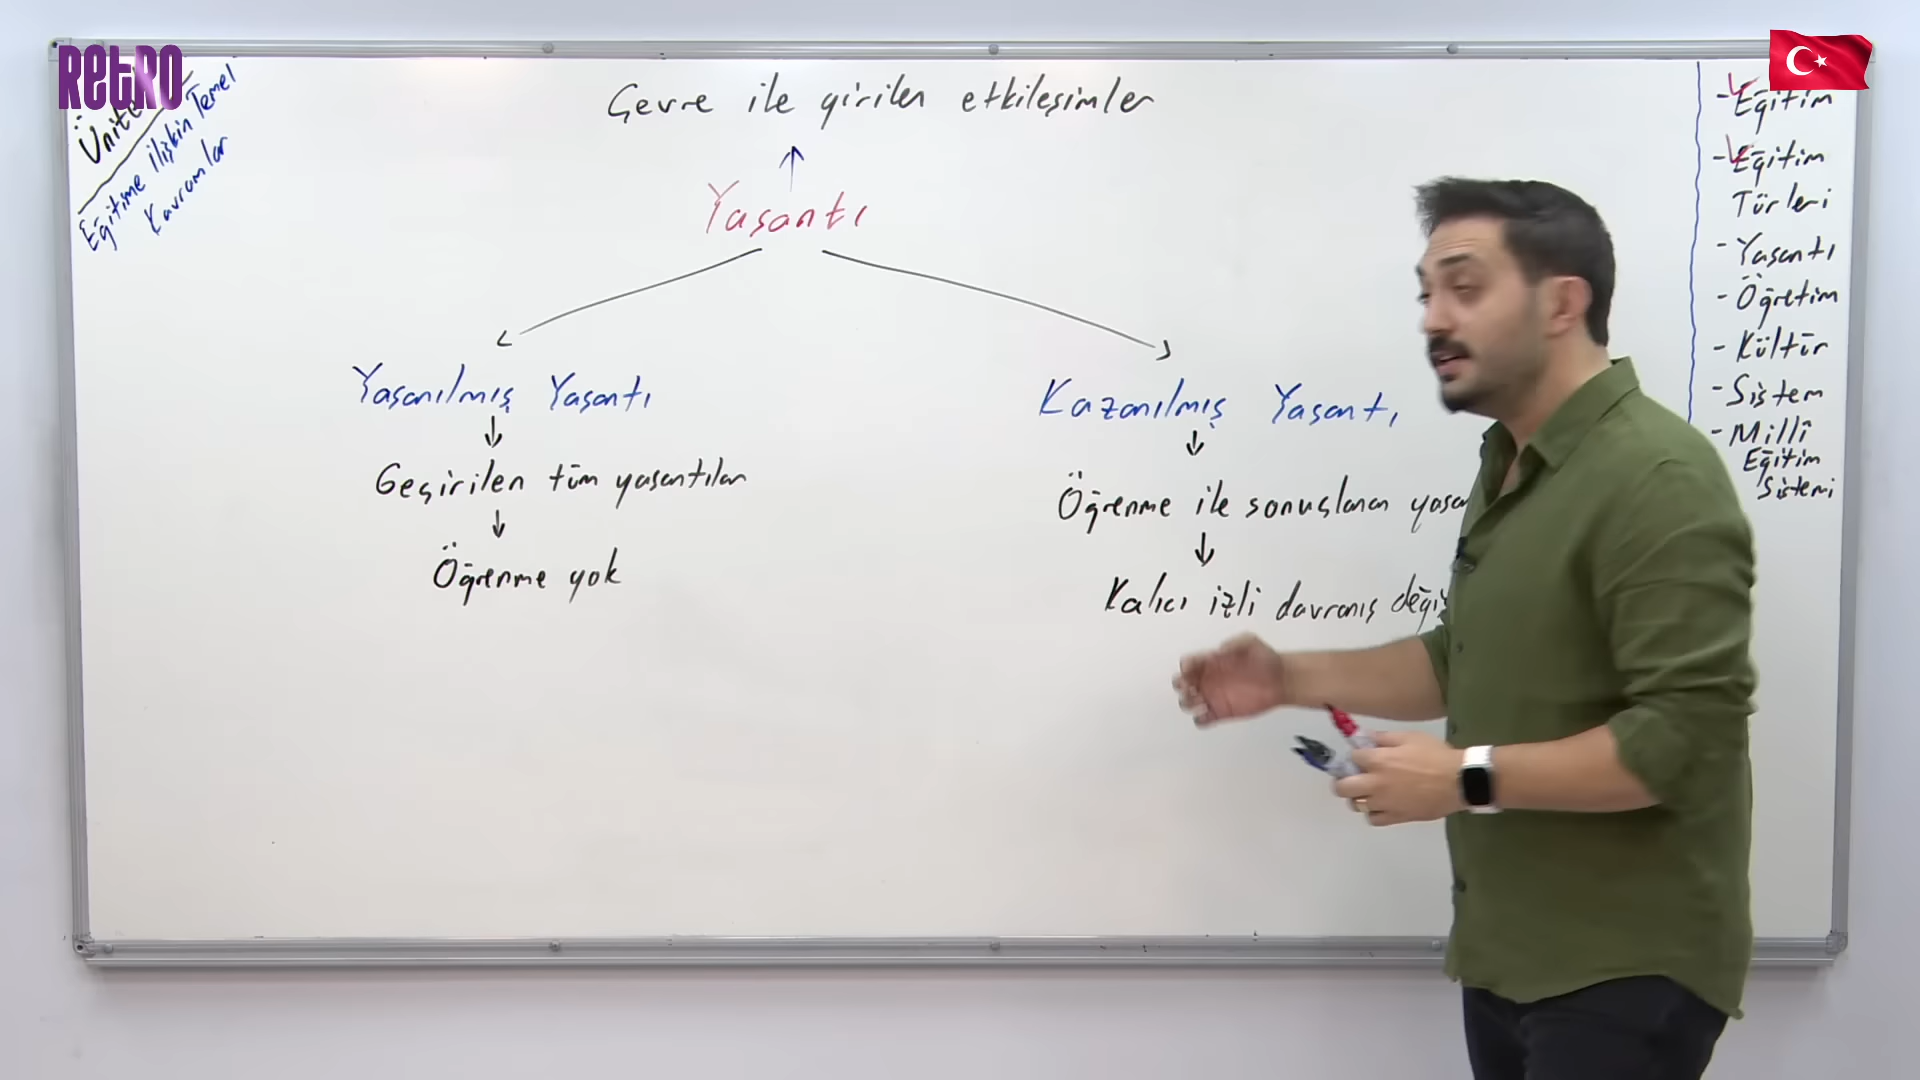 RetRO
Ünite
Eğitime İlişkin Temel
Kavramlar
Çevre ile girilen etkileşimler
Yaşantı
Yaşanılmış Yaşantı
Geçirilen tüm yaşantılar
Öğrenme yok
Kazanılmış Yaşantı
Öğrenme ile sonuçlanan
Kalıcı izli davranış
- Eğitim
- Eğitim
Türleri
- Yaşantı
- Öğretim
- Kültür
- Sistem
- Millî
Eğitim
Sistemi